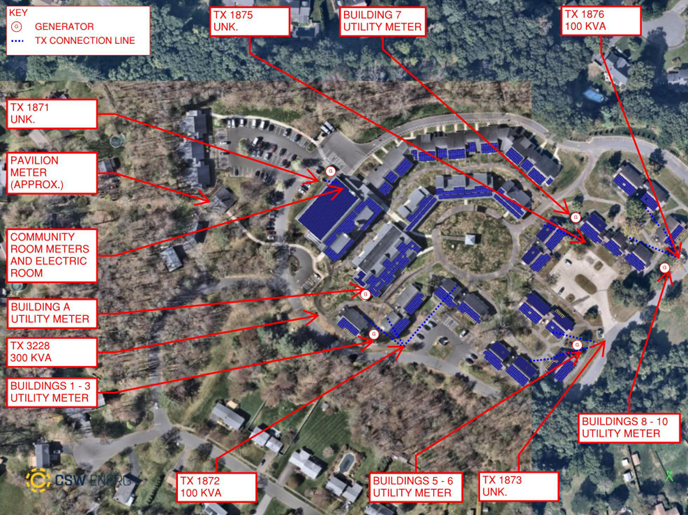 KEY
G GENERATOR
TX CONNECTION LINE
TX 1875
UNK.
BUILDING 7
UTILITY METER
TX 1876
100 KVA
TX 1871
UNK.
PAVILION
METER
(APPROX.)
COMMUNITY
ROOM METERS
AND ELECTRIC
ROOM
BUILDING A
UTILITY METER
TX 3228
300 KVA
BUILDINGS 1 - 3
UTILITY METER
G
G
G
G
G
G
BUILDINGS 8 - 10
UTILITY METER
CSW ENERGY
TX 1872
100 KVA
BUILDINGS 5 - 6
UTILITY METER
TX 1873
UNK.
X